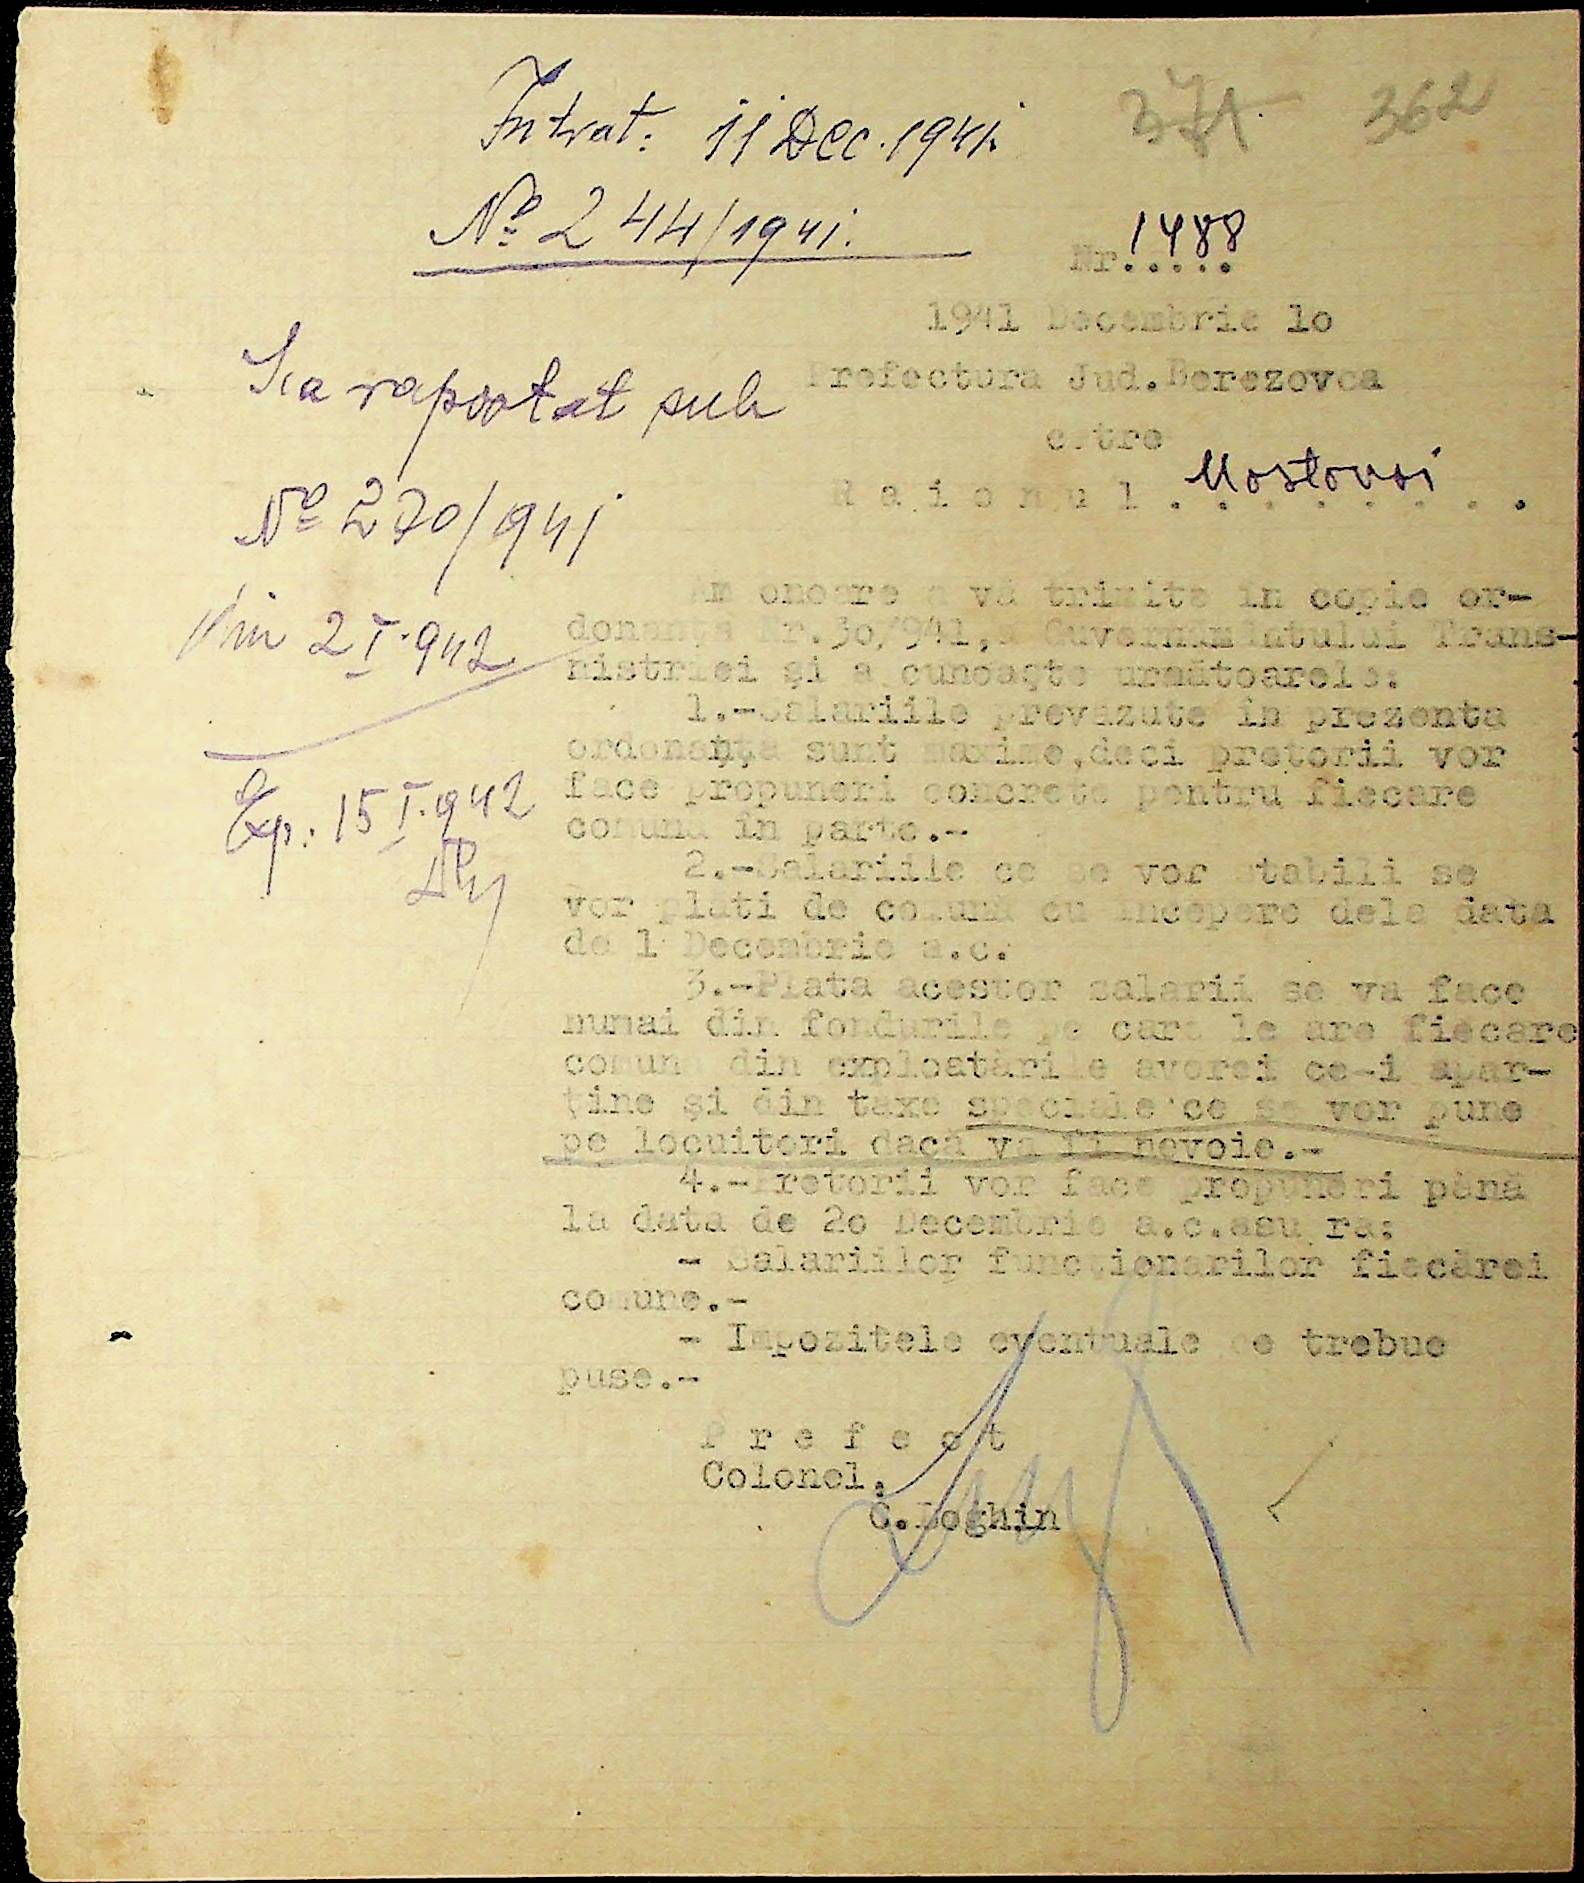 Intrat: 11 Dec. 1941.
371. 362
Nº 244/1941.
Nr. 1488
1941 Decembrie 1o
S'a raportat sub
Prefectura Jud.Berezovca
către
Raionul Mostovoi
Nº 270/941
din 2 I. 942
Exp. 15 I. 942
Am onoare a vă trimite în copie or-
donanța Nr.3o/941, a Guvernământului Trans-
nistriei și a cunoaște următoarele:
1.-Salariile prevăzute în prezenta
ordonanța sunt maxime,deci pretorii vor
face propuneri concrete pentru fiecare
comună în parte.-
2.-Salariile ce se vor stabili se
vor plăti de comună cu începere dela data
de 1 Decembrie a.c.
3.-Plata acestor salarii se va face
numai din fondurile pe care le are fiecare
comună din exploatările averei ce-i apar-
ține și din taxe speciale ce se vor pune
pe locuitori dacă va fi nevoie.-
4.-Pretorii vor face propuneri până
la data de 2o Decembrie a.c.asupra:
- Salariilor funcționarilor fiecărei
comune.-
- Impozitele eventuale ce trebue
puse.-
Prefect
Colonel,
C.Loghin